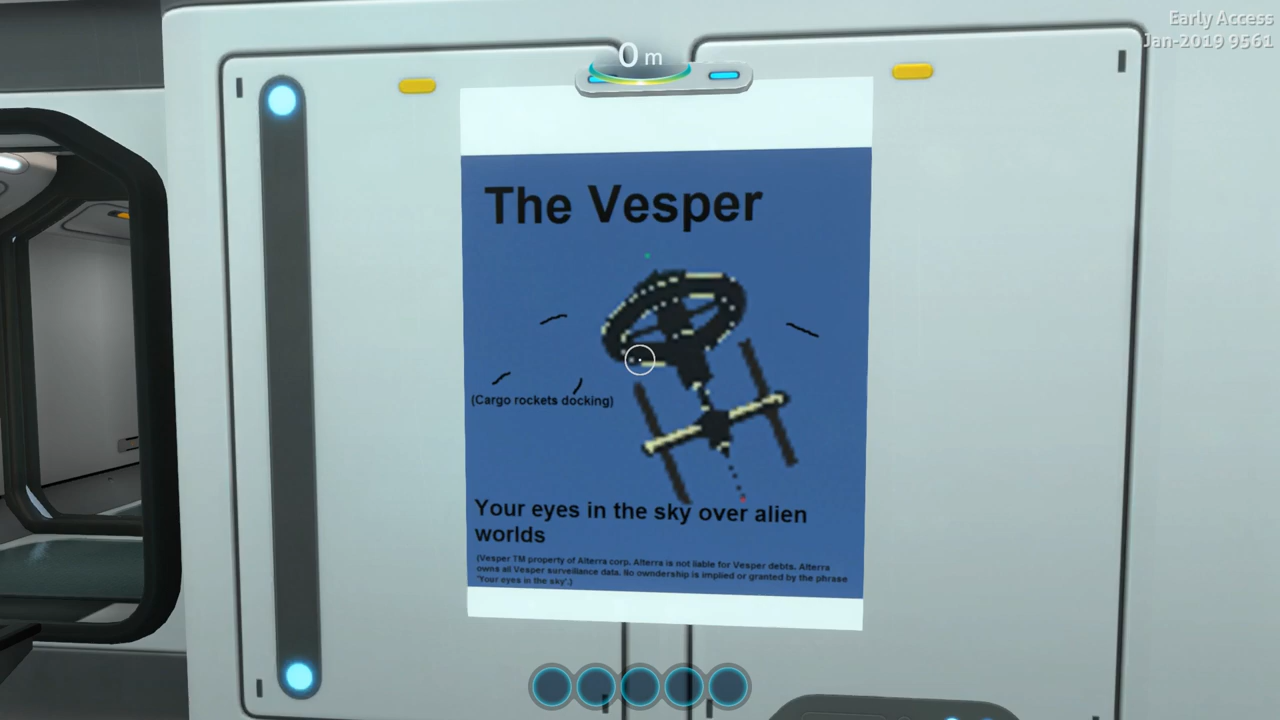 Early Access
Jan-2019 9561
0 m
The Vesper
(Cargo rockets docking)
Your eyes in the sky over alien
worlds
(Vesper TM property of Alterra corp. Alterra is not liable for Vesper debts. Alterra
owns all Vesper surveillance data. No owndership is implied or granted by the phrase
'Your eyes in the sky'.)